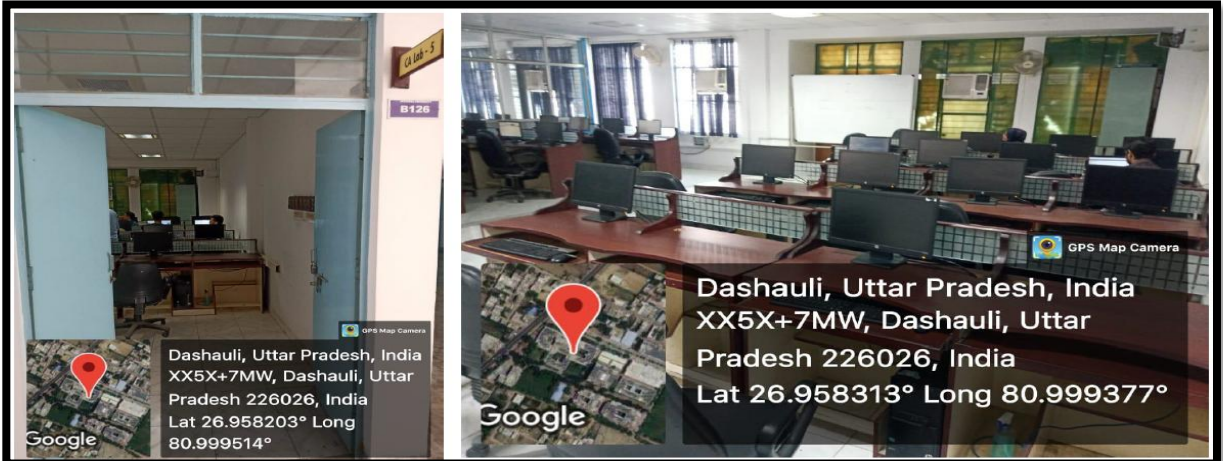 CA Lab - 5
B126
GPS Map Camera
Dashauli, Uttar Pradesh, India
XX5X+7MW, Dashauli, Uttar
Pradesh 226026, India
Lat 26.958203° Long
80.999514°
Google
GPS Map Camera
Dashauli, Uttar Pradesh, India
XX5X+7MW, Dashauli, Uttar
Pradesh 226026, India
Lat 26.958313° Long 80.999377°
Google